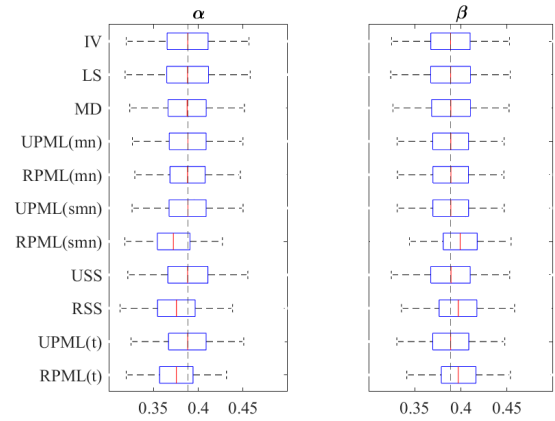 α β
IV
LS
MD
UPML(mn)
RPML(mn)
UPML(smn)
RPML(smn)
USS
RSS
UPML(t)
RPML(t)
0.35 0.4 0.45 0.35 0.4 0.45